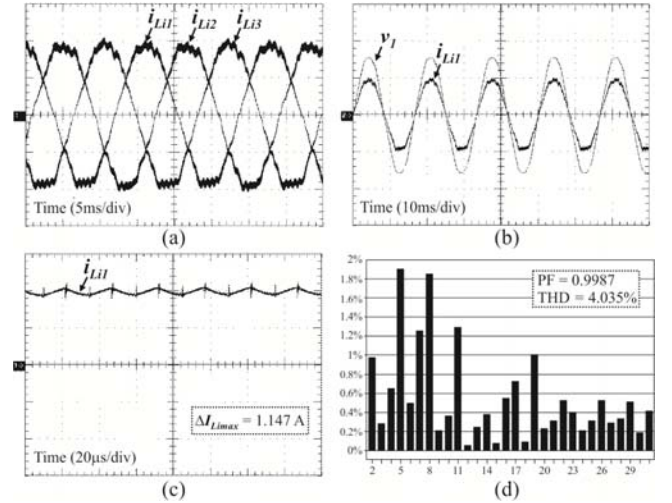 iLi1 iLi2 iLi3
Time (5ms/div)
(a)
v1
iLi1
Time (10ms/div)
(b)
iLi1
ΔILimax = 1.147 A
Time (20μs/div)
(c)
2%
1.8%
1.6%
1.4%
1.2%
1%
0.8%
0.6%
0.4%
0.2%
0%
PF = 0.9987
THD = 4.035%
2 5 8 11 14 17 20 23 26 29
(d)